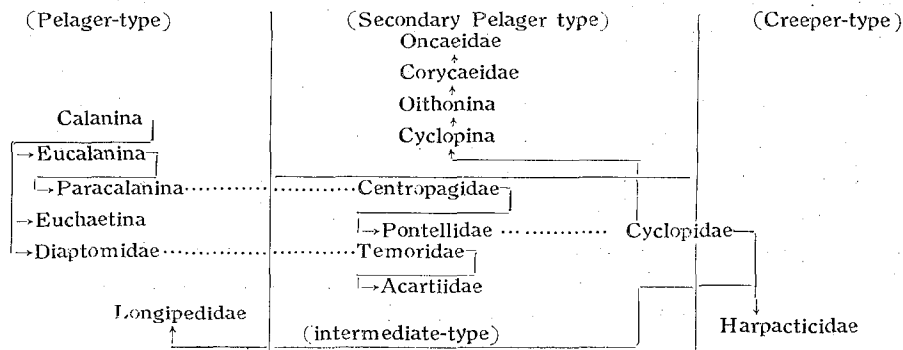 (Pelager-type) (Secondary Pelager type) (Creeper-type)
Oncaeidae
Corycaeidae
Oithonina
Calanina
Cyclopina
Eucalanina
Paracalanina Centropagidae
Euchaetina
Pontellidae Cyclopidae
Diaptomidae Temoridae
Acartiidae
Longipedidae
(intermediate-type)
Harpacticidae